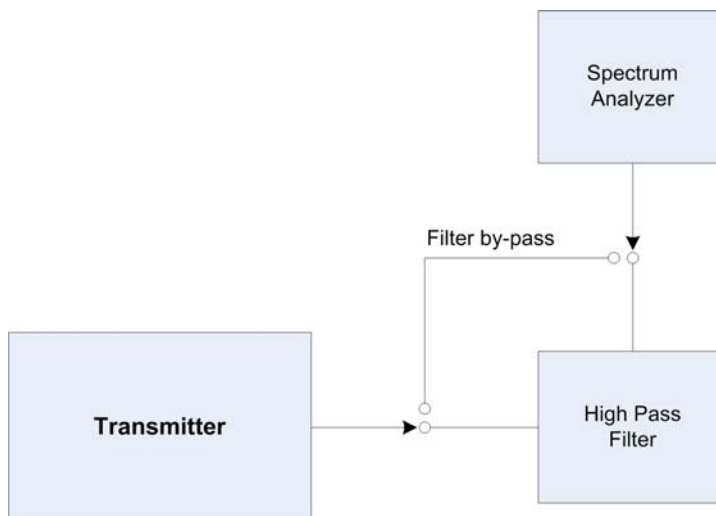 Spectrum
Analyzer
Filter by-pass
Transmitter
High Pass
Filter